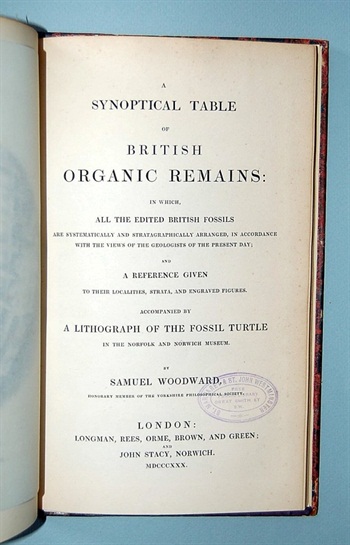 A
SYNOPTICAL TABLE
OF
BRITISH
ORGANIC REMAINS:
IN WHICH,
ALL THE EDITED BRITISH FOSSILS
ARE SYSTEMATICALLY AND STRATAGRAPHICALLY ARRANGED, IN ACCORDANCE
WITH THE VIEWS OF THE GEOLOGISTS OF THE PRESENT DAY;
AND
A REFERENCE GIVEN
TO THEIR LOCALITIES, STRATA, AND ENGRAVED FIGURES.
ACCOMPANIED BY
A LITHOGRAPH OF THE FOSSIL TURTLE
IN THE NORFOLK AND NORWICH MUSEUM.
BY
SAMUEL WOODWARD,
HONORARY MEMBER OF THE YORKSHIRE PHILOSOPHICAL SOCIETY.
& ST. JOHN WESTMINSTER
LONDON:
LONGMAN, REES, ORME, BROWN, AND GREEN;
AND
JOHN STACY, NORWICH.
MDCCCXXX.